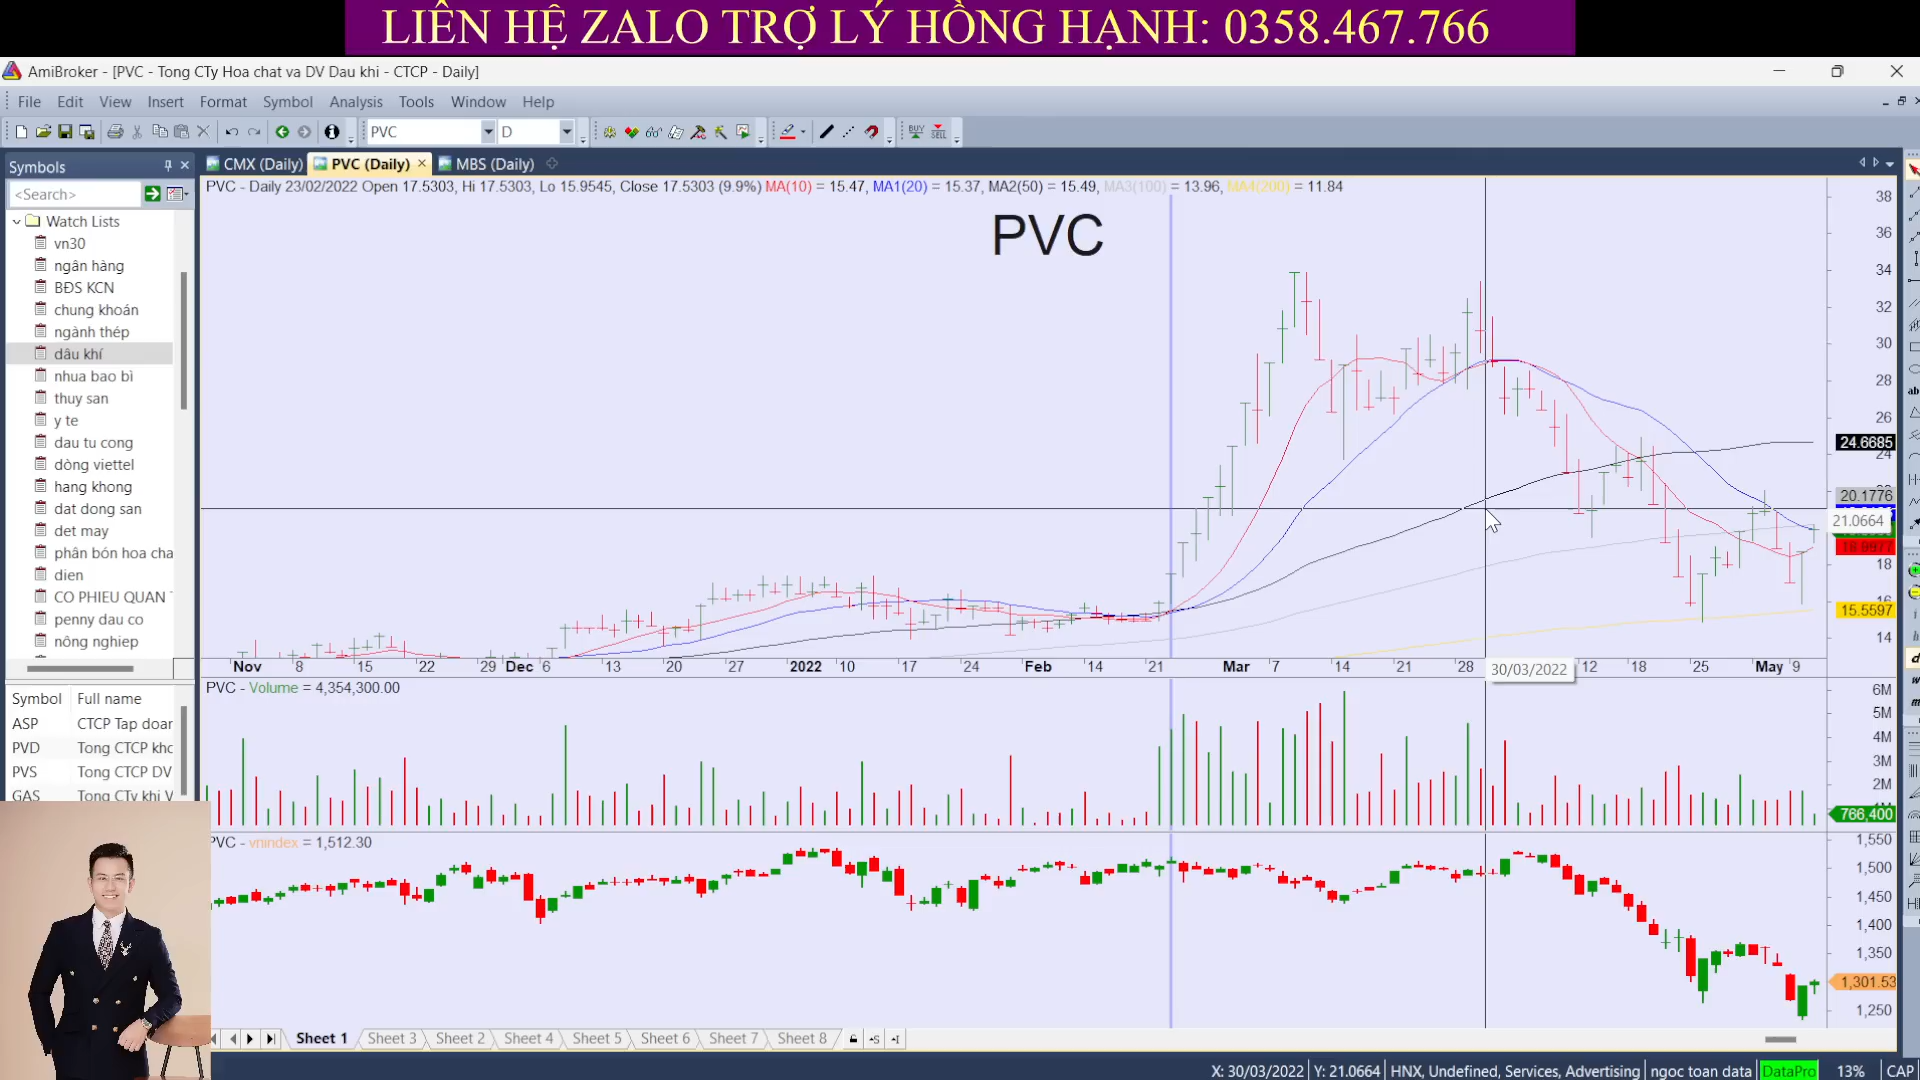 LIÊN HỆ ZALO TRỢ LÝ HỒNG HẠNH: 0358.467.766
AmiBroker - [PVC - Tong CTy Hoa chat va DV Dau khi - CTCP - Daily]
File Edit View Insert Format Symbol Analysis Tools Window Help
PVC D BUY SELL
Symbols
CMX (Daily) PVC (Daily) MBS (Daily)
<Search>
PVC - Daily 23/02/2022 Open 17.5303, Hi 17.5303, Lo 15.9545, Close 17.5303 (9.9%) MA(10) = 15.47, MA1(20) = 15.37, MA2(50) = 15.49, MA3(100) = 13.96, MA4(200) = 11.84
PVC
Watch Lists
vn30
ngân hàng
BĐS KCN
chung khoán
ngành thép
dâu khí
nhua bao bì
thuy san
y te
dau tu cong
dòng viettel
hang khong
dat dong san
det may
phân bón hoa cha
dien
CO PHIEU QUAN
penny dau co
nông nghiep
38
36
34
32
30
28
26
24.6685
24
20.1776
21.0664
18.9977
18
15.5597
14
Nov 8 15 22 29 Dec 6 13 20 27 2022 10 17 24 Feb 14 21 Mar 7 14 21 28 30/03/2022 12 18 25 May 9
Symbol Full name
ASP CTCP Tap doar
PVD Tong CTCP khc
PVS Tong CTCP DV
GAS Tong CTy khi V
PVC - Volume = 4,354,300.00
6M
5M
4M
3M
2M
766,400
PVC - vnindex = 1,512.30
1,550
1,500
1,450
1,400
1,350
1,301.53
1,250
Sheet 1 Sheet 3 Sheet 2 Sheet 4 Sheet 5 Sheet 6 Sheet 7 Sheet 8
X: 30/03/2022 Y: 21.0664 HNX, Undefined, Services, Advertising ngoc toan data DataPro 13% CAP